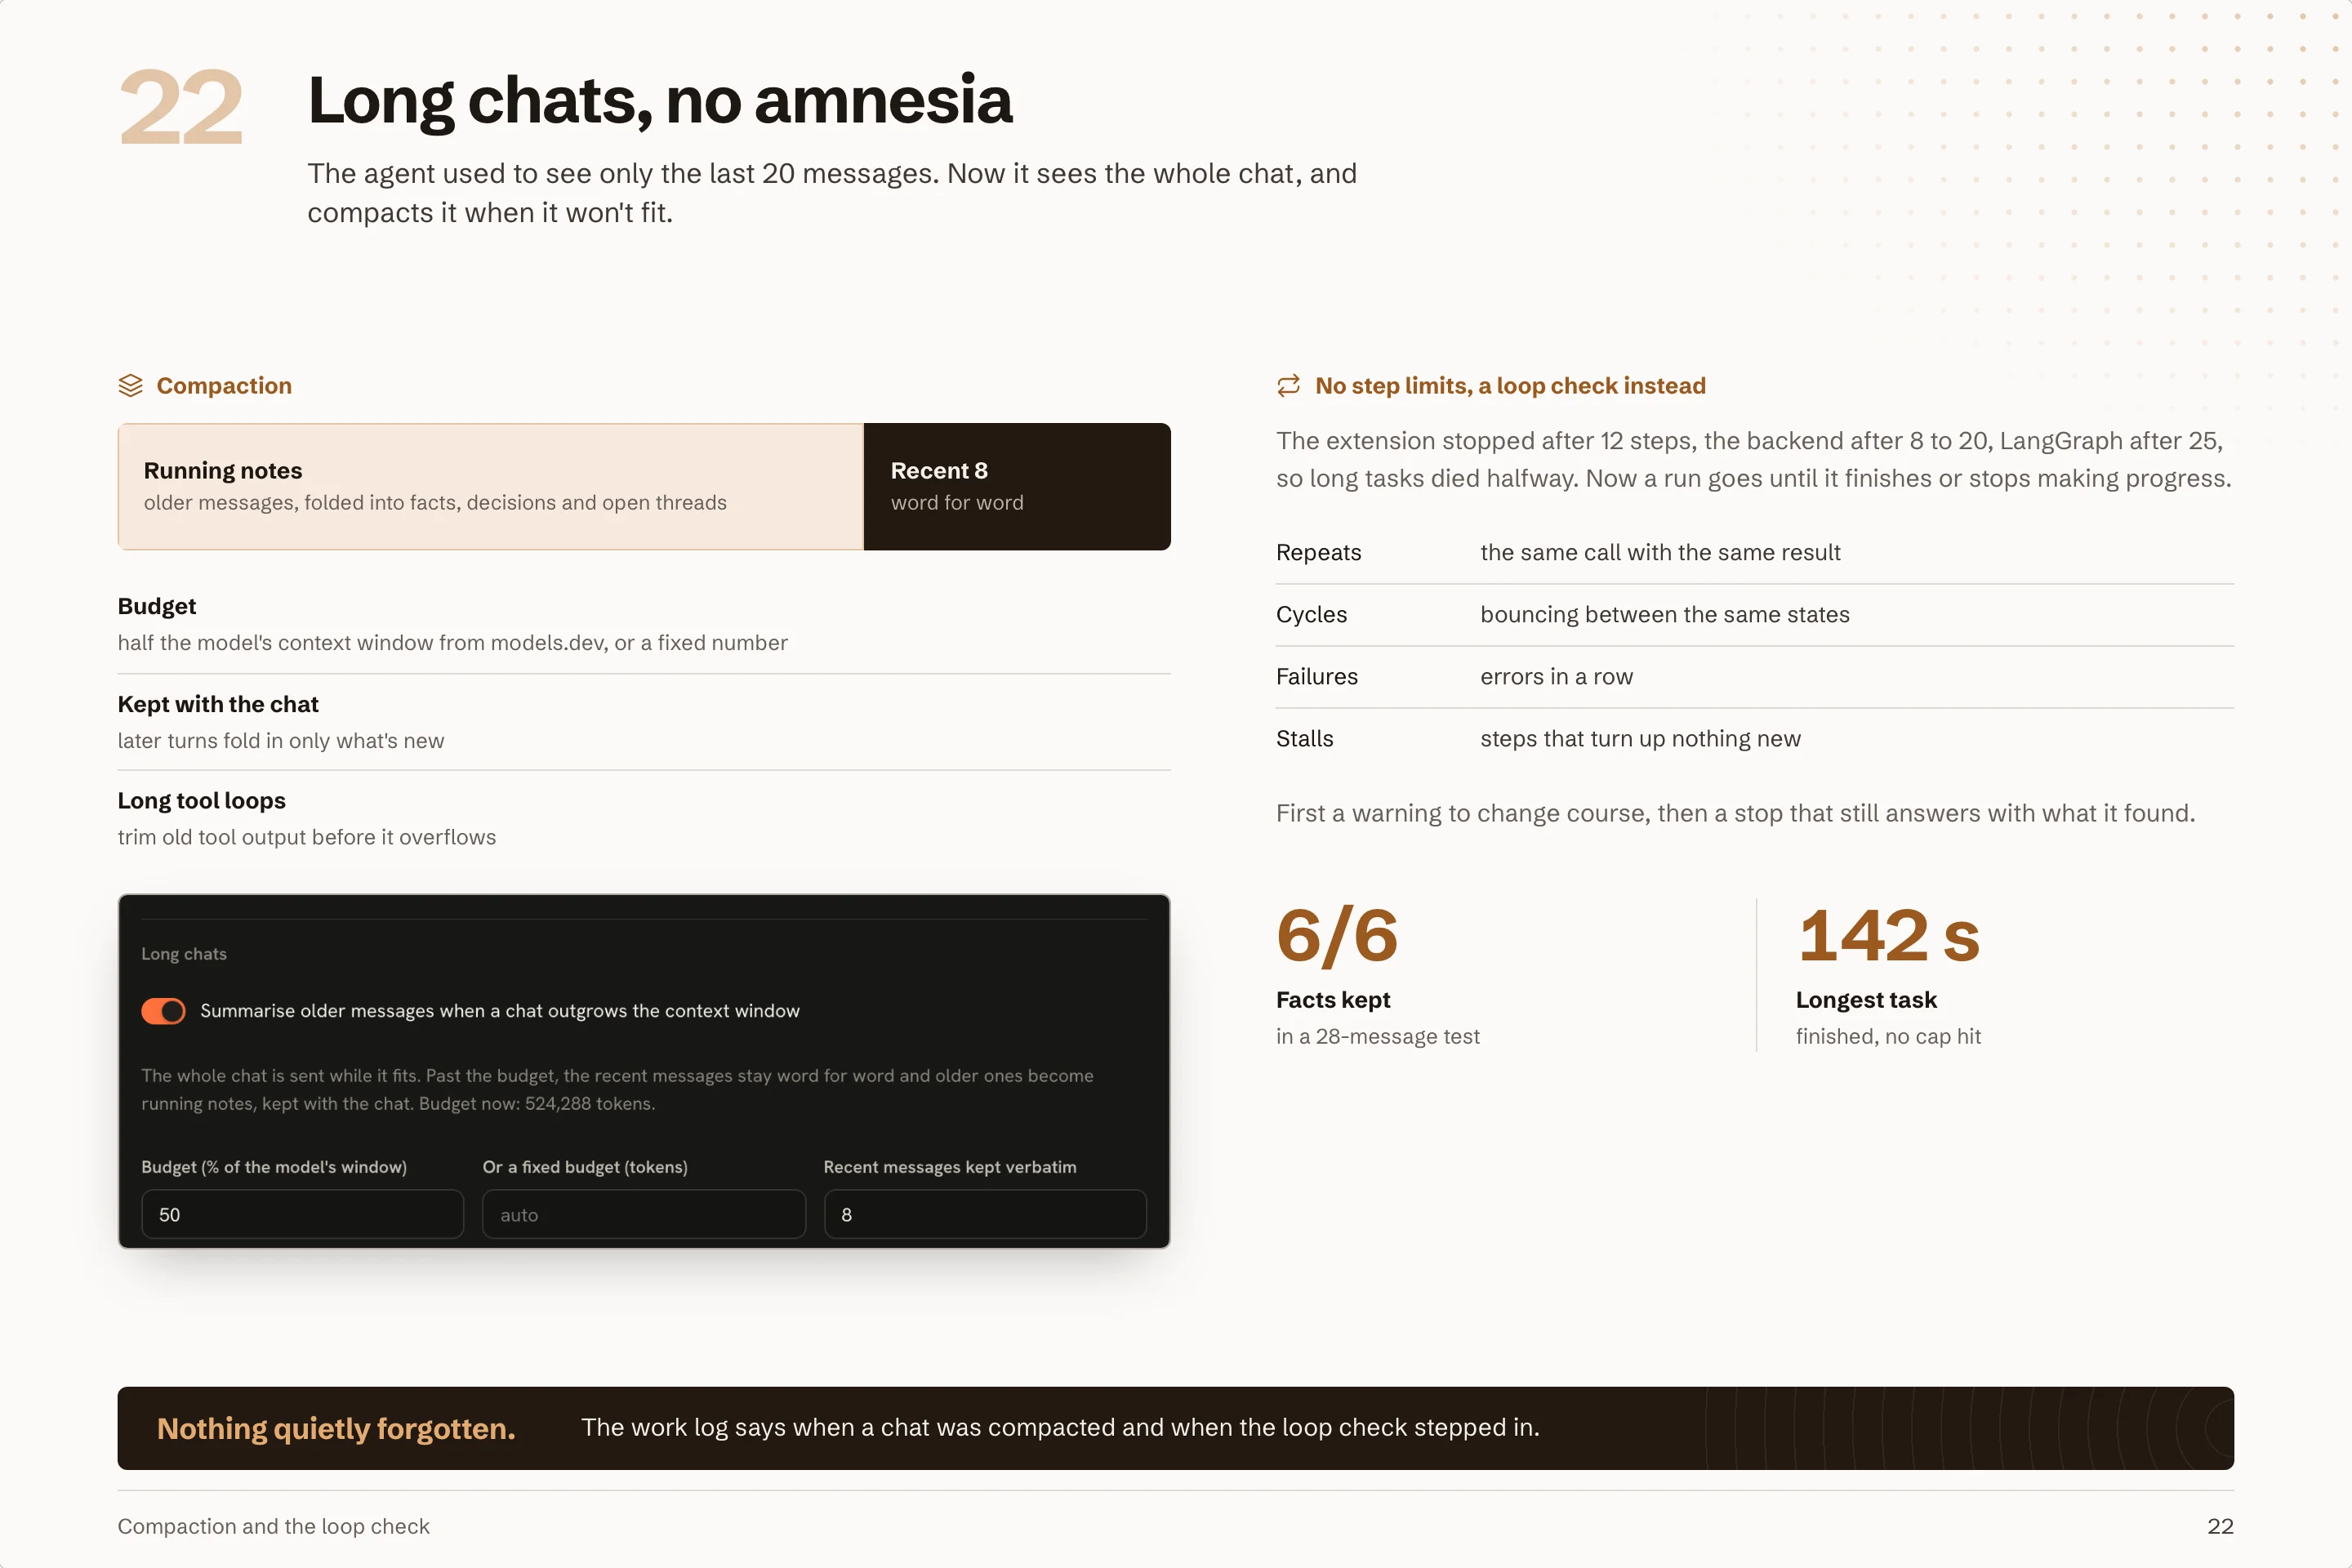 22
Long chats, no amnesia
The agent used to see only the last 20 messages. Now it sees the whole chat, and
compacts it when it won't fit.
Compaction
Running notes
older messages, folded into facts, decisions and open threads
Recent 8
word for word
Budget
half the model's context window from models.dev, or a fixed number
Kept with the chat
later turns fold in only what's new
Long tool loops
trim old tool output before it overflows
Long chats
Summarise older messages when a chat outgrows the context window
The whole chat is sent while it fits. Past the budget, the recent messages stay word for word and older ones become
running notes, kept with the chat. Budget now: 524,288 tokens.
Budget (% of the model's window)
50
Or a fixed budget (tokens)
auto
Recent messages kept verbatim
8
No step limits, a loop check instead
The extension stopped after 12 steps, the backend after 8 to 20, LangGraph after 25,
so long tasks died halfway. Now a run goes until it finishes or stops making progress.
Repeats the same call with the same result
Cycles bouncing between the same states
Failures errors in a row
Stalls steps that turn up nothing new
First a warning to change course, then a stop that still answers with what it found.
6/6
Facts kept
in a 28-message test
142 s
Longest task
finished, no cap hit
Nothing quietly forgotten. The work log says when a chat was compacted and when the loop check stepped in.
Compaction and the loop check 22